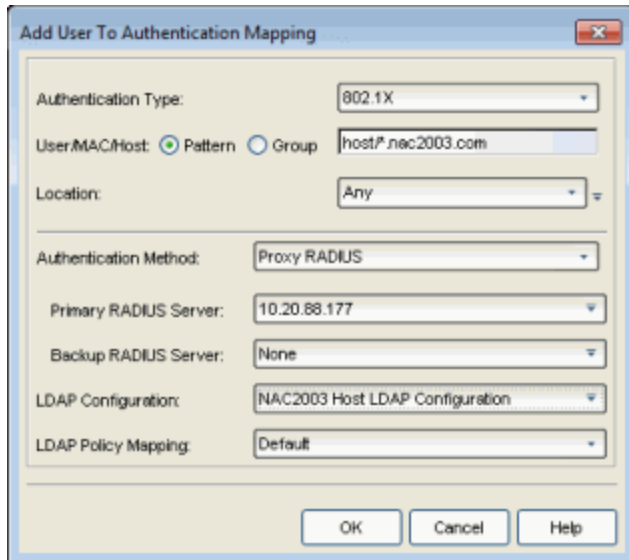 Add User To Authentication Mapping
Authentication Type: 802.1X
User/MAC/Host: Pattern Group host/*.nac2003.com
Location: Any
Authentication Method: Proxy RADIUS
Primary RADIUS Server: 10.20.88.177
Backup RADIUS Server: None
LDAP Configuration: NAC2003 Host LDAP Configuration
LDAP Policy Mapping: Default
OK Cancel Help